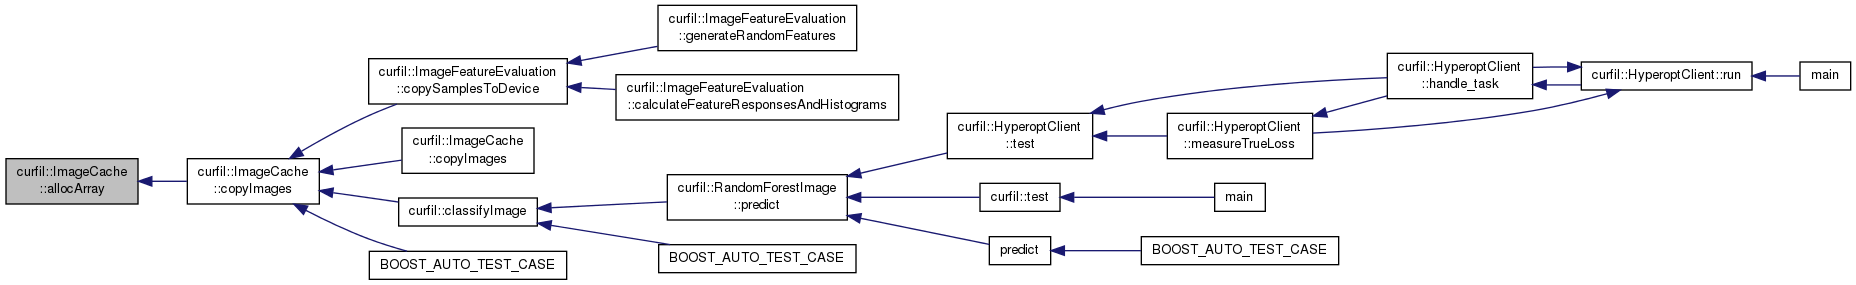 curfil::ImageCache
::allocArray
curfil::ImageCache
::copyImages
curfil::ImageFeatureEvaluation
::copySamplesToDevice
curfil::ImageFeatureEvaluation
::generateRandomFeatures
curfil::ImageFeatureEvaluation
::calculateFeatureResponsesAndHistograms
curfil::ImageCache
::copyImages
curfil::classifyImage
curfil::RandomForestImage
::predict
curfil::HyperoptClient
::test
curfil::HyperoptClient
::handle_task
curfil::HyperoptClient::run
main
curfil::HyperoptClient
::measureTrueLoss
curfil::test
main
predict
BOOST_AUTO_TEST_CASE
BOOST_AUTO_TEST_CASE
BOOST_AUTO_TEST_CASE